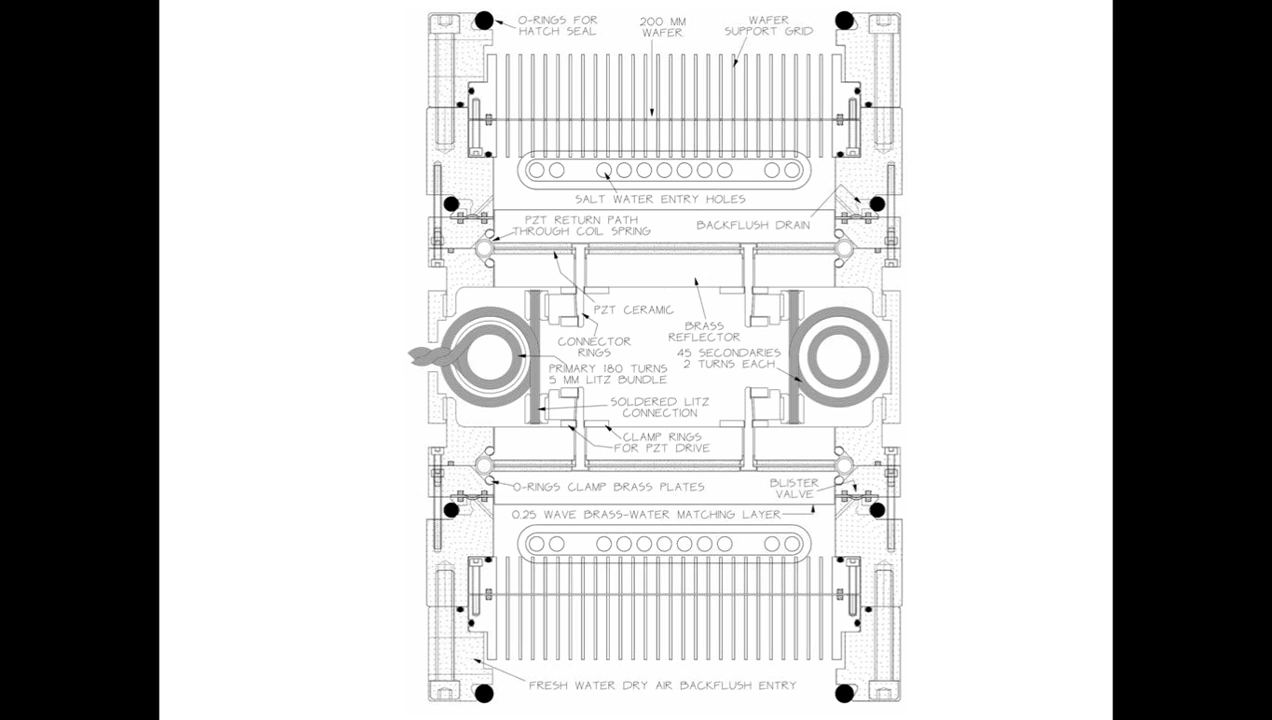 O-RINGS FOR
HATCH SEAL
200 MM
WAFER
WAFER
SUPPORT GRID
SALT WATER ENTRY HOLES
PZT RETURN PATH
THROUGH COIL SPRING
BACKFLUSH DRAIN
PZT CERAMIC
BRASS
REFLECTOR
CONNECTOR
RINGS
45 SECONDARIES
2 TURNS EACH
PRIMARY 180 TURNS
5 MM LITZ BUNDLE
SOLDERED LITZ
CONNECTION
CLAMP RINGS
FOR PZT DRIVE
O-RINGS CLAMP BRASS PLATES
BLISTER
VALVE
0.25 WAVE BRASS-WATER MATCHING LAYER
FRESH WATER DRY AIR BACKFLUSH ENTRY